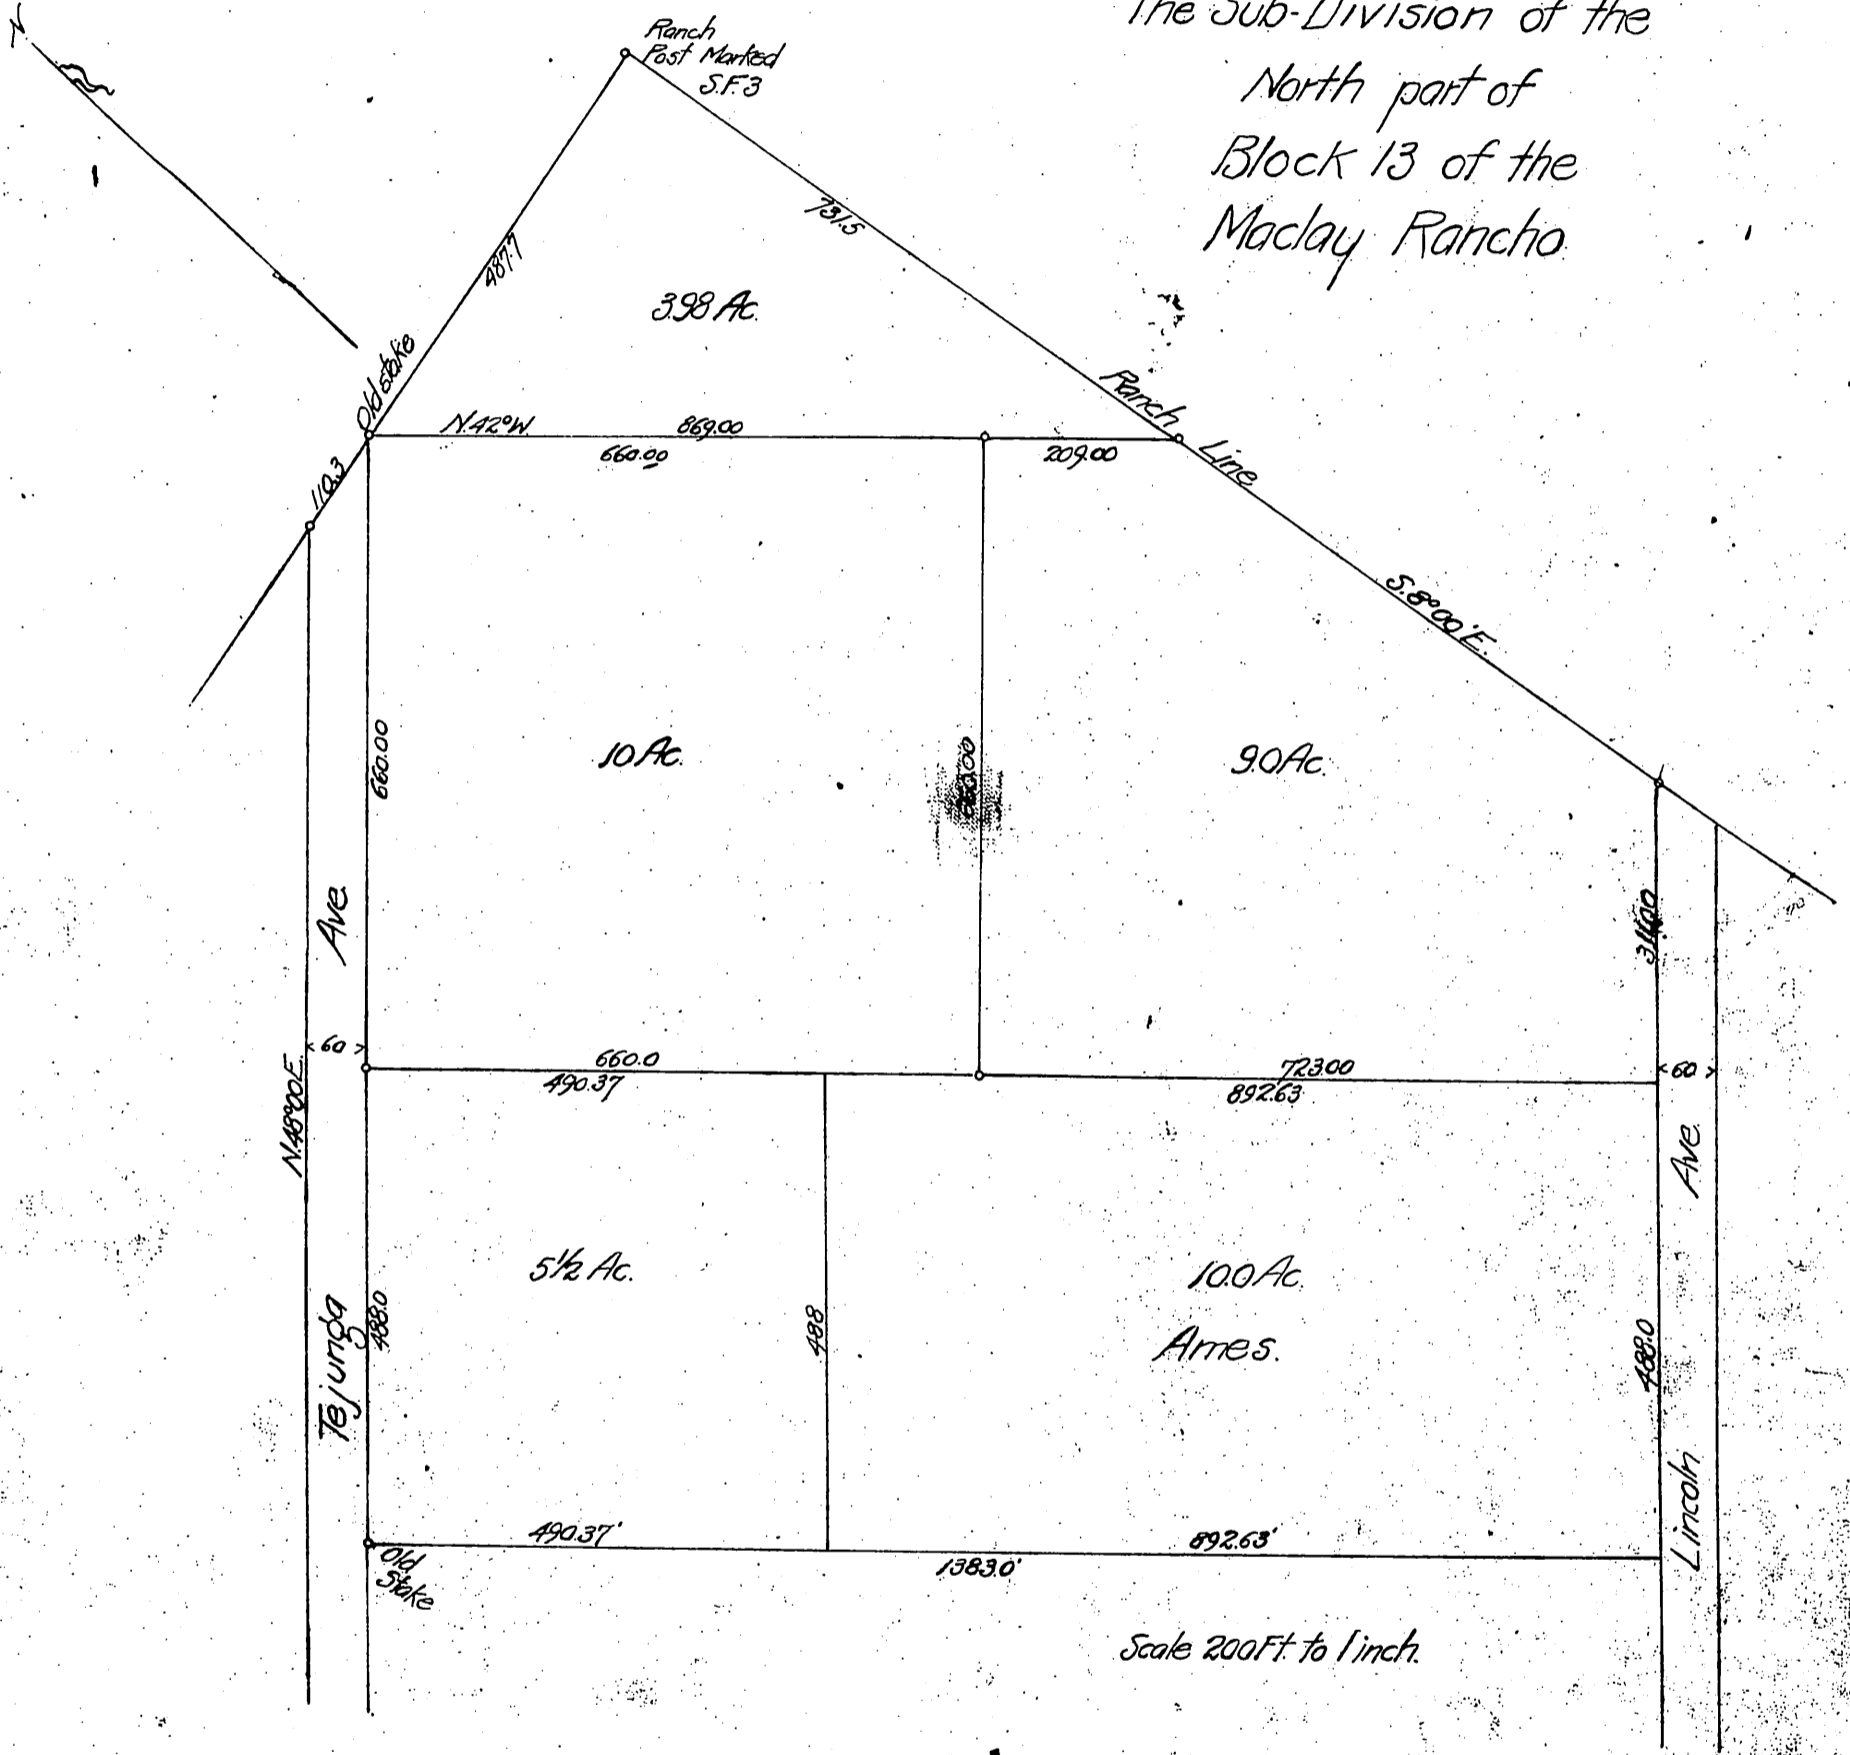 The Sub-Division of the
North part of
Block 13 of the
Maclay Rancho
N.
Ranch
Post Marked
S.F.3
731.5
487.7
3.98 Ac.
Old stake
Ranch Line
N.42°W.
869.00
660.00
209.00
110.3
S.8°00'E.
660.00
10 Ac.
660.00
9.0 Ac.
Ave
60
N.48°00E.
660.0
490.37
723.00
892.63
60
Ave.
5½ Ac.
10.0 Ac.
Ames.
Tejunga
488.0
488
488.0
Lincoln
490.37'
892.63'
1383.0'
Old
Stake
Scale 200Ft. to 1 inch.